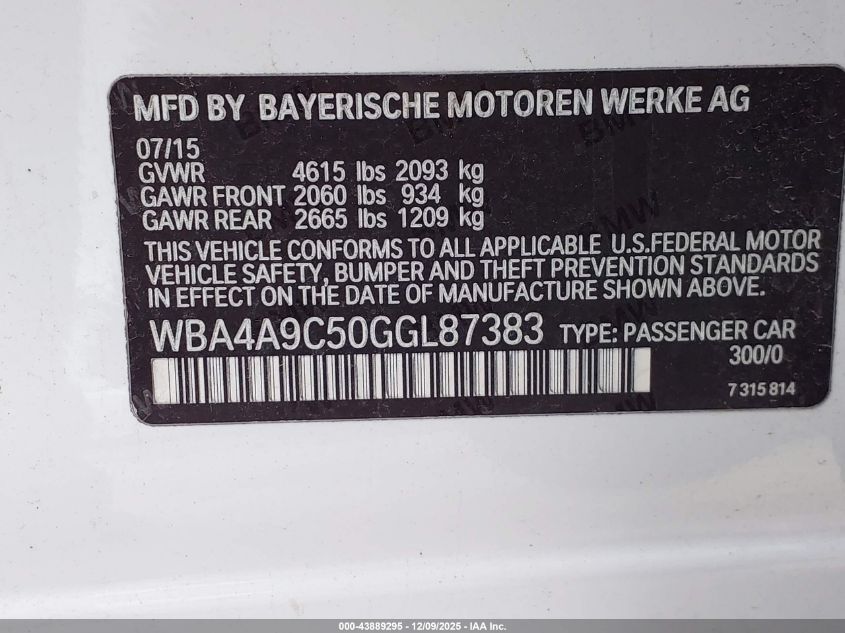 MFD BY BAYERISCHE MOTOREN WERKE AG
07/15
GVWR 4615 lbs 2093 kg
GAWR FRONT 2060 lbs 934 kg
GAWR REAR 2665 lbs 1209 kg
THIS VEHICLE CONFORMS TO ALL APPLICABLE U.S.FEDERAL MOTOR
VEHICLE SAFETY, BUMPER AND THEFT PREVENTION STANDARDS
IN EFFECT ON THE DATE OF MANUFACTURE SHOWN ABOVE.
WBA4A9C50GGL87383 TYPE: PASSENGER CAR
300/0
7 315 814
000-43889295 - 12/09/2025 - IAA Inc.